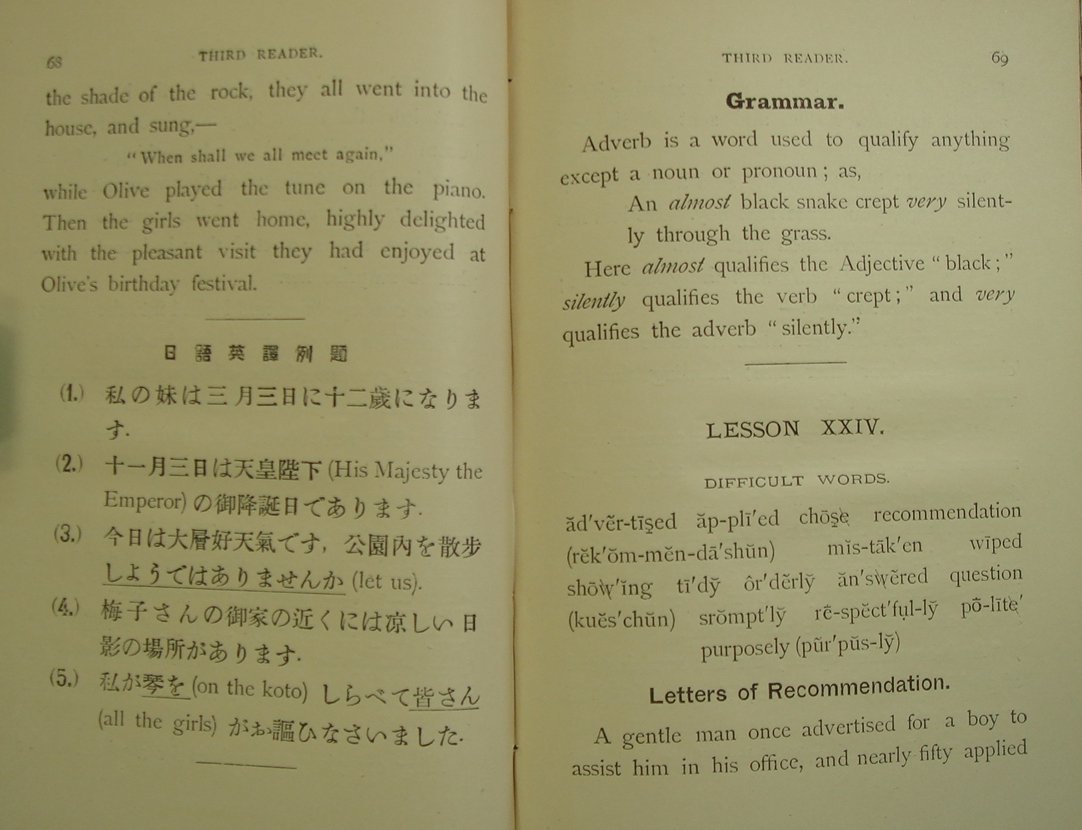 68 THIRD READER.
the shade of the rock, they all went into the
house, and sung,—
“When shall we all meet again,”
while Olive played the tune on the piano.
Then the girls went home, highly delighted
with the pleasant visit they had enjoyed at
Olive's birthday festival.
日語英譯例題
(1.) 私の妹は三月三日に十二歲になりま
す.
(2.) 十一月三日は天皇陛下 (His Majesty the
Emperor) の御降誕日であります.
(3.) 今日は大層好天氣です, 公園內を散步
しようではありませんか (let us).
(4.) 梅子さんの御家の近くには凉しい日
影の場所があります.
(5.) 私が琴を (on the koto) しらべて皆さん
(all the girls) がお謳ひなさいました.
THIRD READER. 69
Grammar.
Adverb is a word used to qualify anything
except a noun or pronoun; as,
An almost black snake crept very silent-
ly through the grass.
Here almost qualifies the Adjective “black;”
silently qualifies the verb “crept;” and very
qualifies the adverb “silently.”
LESSON XXIV.
DIFFICULT WORDS.
ăd′vẽr-tīşed ăp-plī′ed chōşe recommendation
(rĕk′ŏm-mĕn-dā′shŭn) mĭs-tāk′en wīped
shōw′ĭng tī′dy̆ ôr′dẽrly̆ ăn′swẽred question
(kuĕs′chŭn) srŏmpt′ly̆ rē̆-spĕct′fụl-ly̆ pō̆-līte′
purposely (pûr′pŭs-ly̆)
Letters of Recommendation.
A gentle man once advertised for a boy to
assist him in his office, and nearly fifty applied